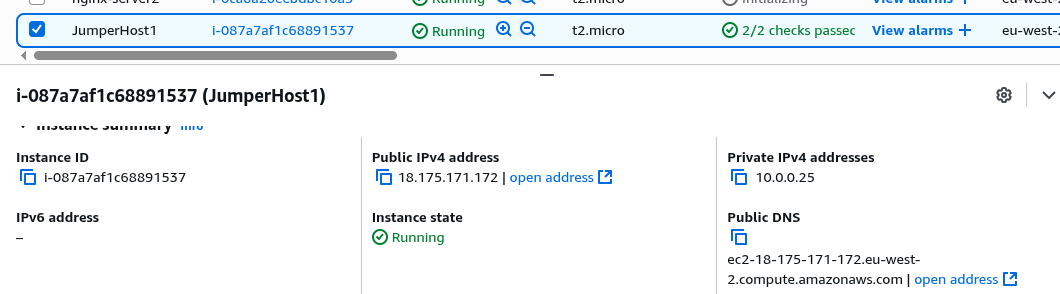 nginx-server2 Running t2.micro Initializing View alarms + eu-west-2
JumperHost1 i-087a7af1c68891537 Running t2.micro 2/2 checks passec View alarms + eu-west-2
i-087a7af1c68891537 (JumperHost1)
Instance summary Info
Instance ID
i-087a7af1c68891537
Public IPv4 address
18.175.171.172 | open address
Private IPv4 addresses
10.0.0.25
IPv6 address
–
Instance state
Running
Public DNS
ec2-18-175-171-172.eu-west-
2.compute.amazonaws.com | open address